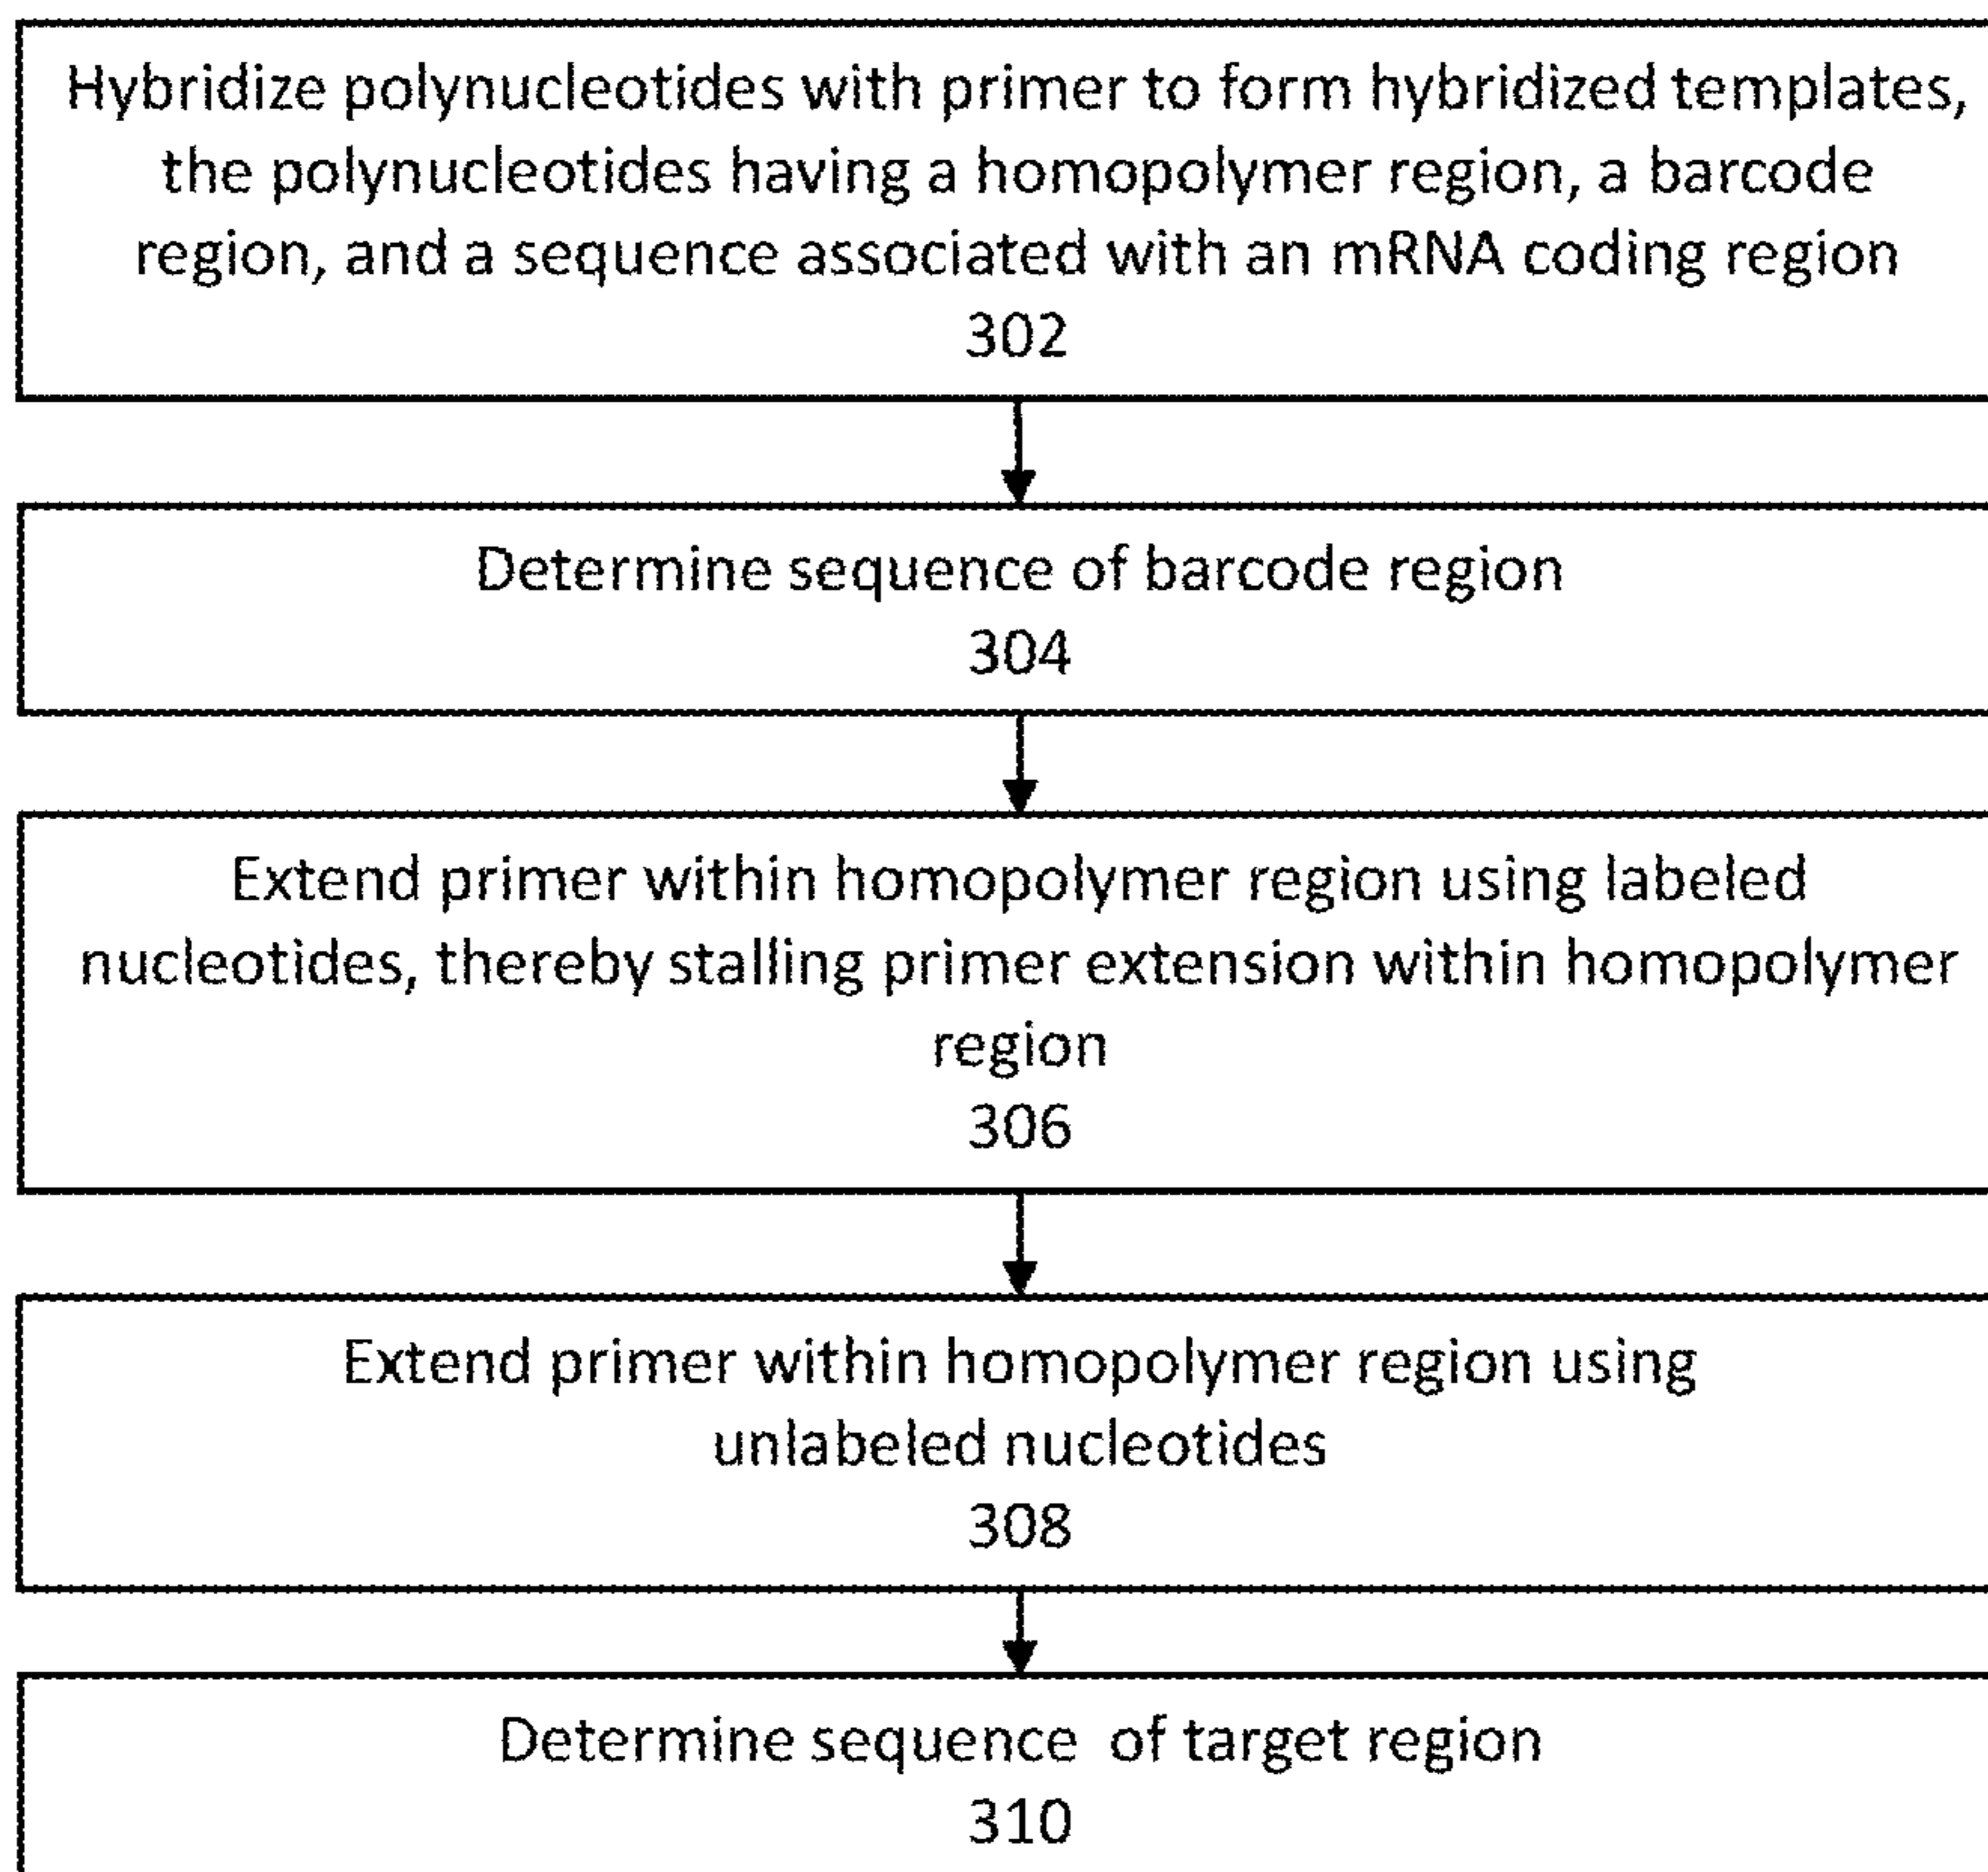 Hybridize polynucleotides with primer to form hybridized templates,
the polynucleotides having a homopolymer region, a barcode
region, and a sequence associated with an mRNA coding region
302
Determine sequence of barcode region
304
Extend primer within homopolymer region using labeled
nucleotides, thereby stalling primer extension within homopolymer
region
306
Extend primer within homopolymer region using
unlabeled nucleotides
308
Determine sequence of target region
310